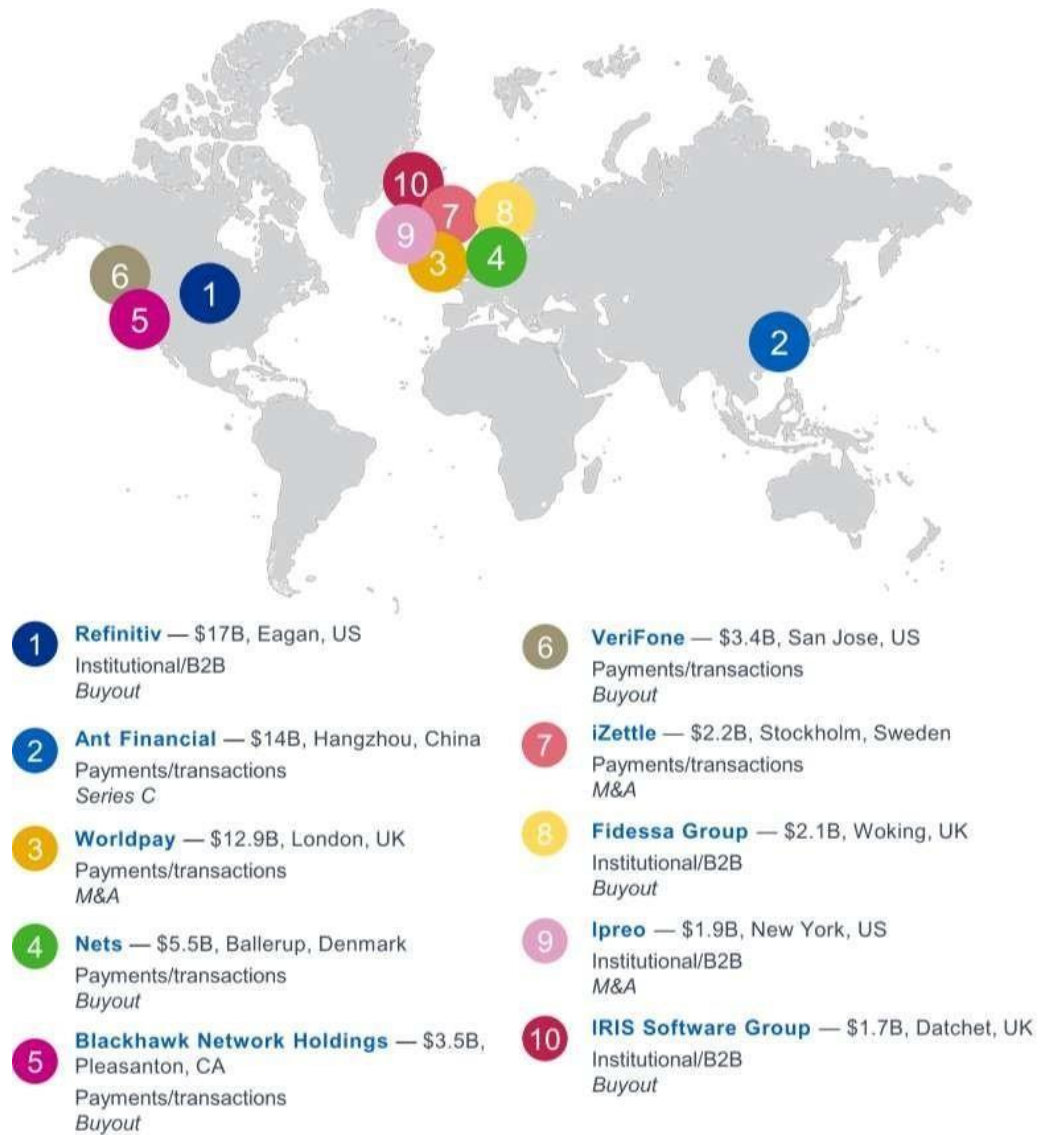 10
7
8
9
3
4
6
5
1
2
1
Refinitiv — $17B, Eagan, US
Institutional/B2B
Buyout
2
Ant Financial — $14B, Hangzhou, China
Payments/transactions
Series C
3
Worldpay — $12.9B, London, UK
Payments/transactions
M&A
4
Nets — $5.5B, Ballerup, Denmark
Payments/transactions
Buyout
5
Blackhawk Network Holdings — $3.5B,
Pleasanton, CA
Payments/transactions
Buyout
6
VeriFone — $3.4B, San Jose, US
Payments/transactions
Buyout
7
iZettle — $2.2B, Stockholm, Sweden
Payments/transactions
M&A
8
Fidessa Group — $2.1B, Woking, UK
Institutional/B2B
Buyout
9
Ipreo — $1.9B, New York, US
Institutional/B2B
M&A
10
IRIS Software Group — $1.7B, Datchet, UK
Institutional/B2B
Buyout